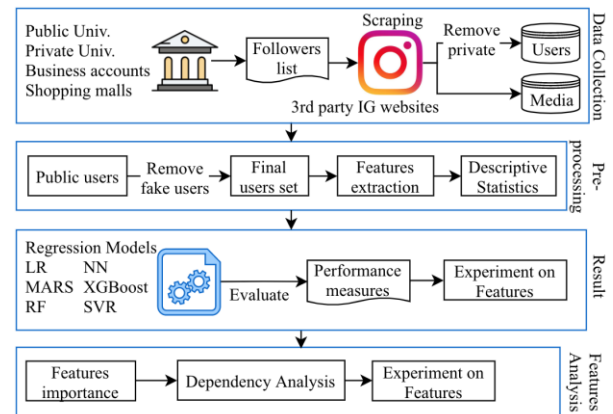 Public Univ.
Private Univ.
Business accounts
Shopping malls
Followers
list
Scraping
3rd party IG websites
Remove
private
Users
Media
Data Collection
Public users
Remove
fake users
Final
users set
Features
extraction
Descriptive
Statistics
Pre-
processing
Regression Models
LR NN
MARS XGBoost
RF SVR
Evaluate
Performance
measures
Experiment on
Features
Result
Features
importance
Dependency Analysis
Experiment on
Features
Features
Analysis